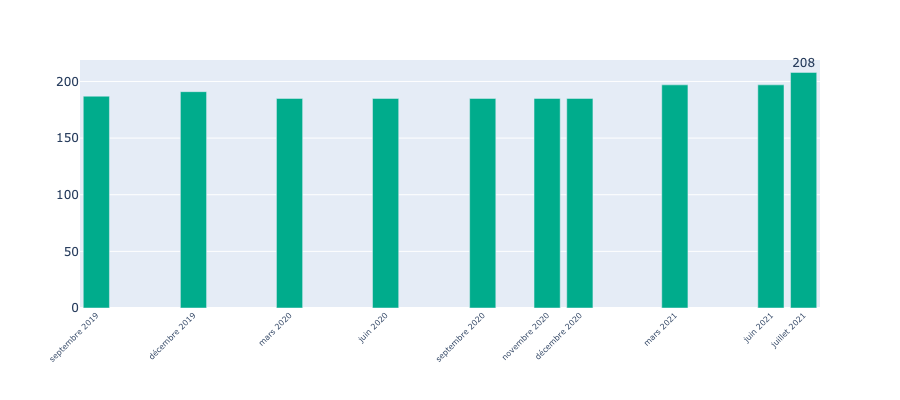 208
200
150
100
50
0
septembre 2019
décembre 2019
mars 2020
juin 2020
septembre 2020
novembre 2020
décembre 2020
mars 2021
juin 2021
juillet 2021